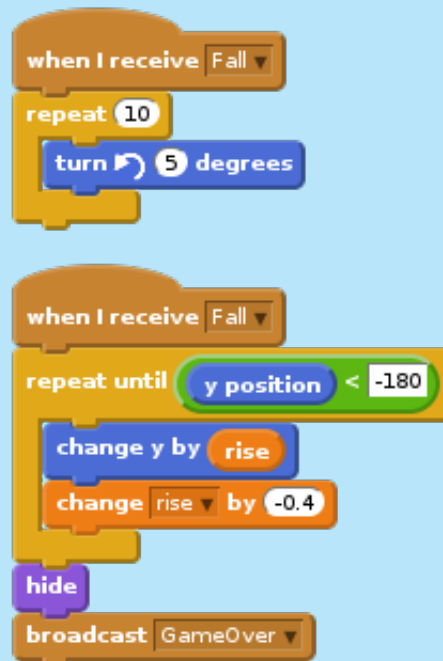 when I receive Fall
repeat 10
turn 5 degrees
when I receive Fall
repeat until y position < -180
change y by rise
change rise by -0.4
hide
broadcast GameOver